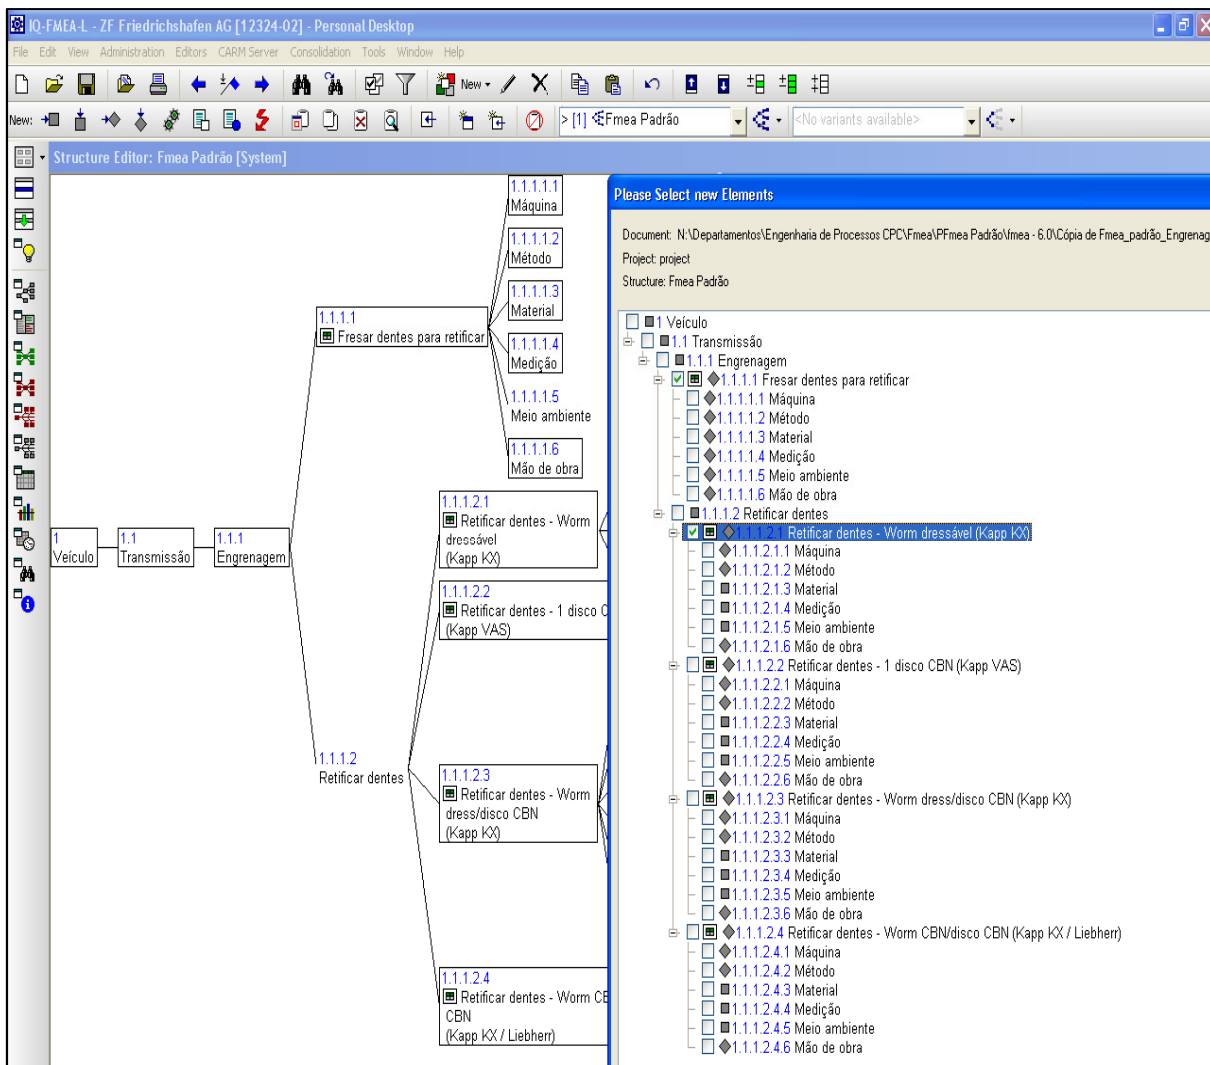 IQ-FMEA-L - ZF Friedrichshafen AG [12324-02] - Personal Desktop
File Edit View Administration Editors CARM Server Consolidation Tools Window Help
New
New: > [1] Fmea Padrão <No variants available>
Structure Editor: Fmea Padrão [System]
1.1.1.1.1
Máquina
1.1.1.1.2
Método
1.1.1.1.3
Material
1.1.1.1.4
Medição
1.1.1.1.5
Meio ambiente
1.1.1.1.6
Mão de obra
1.1.1.1
Fresar dentes para retificar
1.1.1.2.1
Retificar dentes - Worm
dressável
(Kapp KX)
1
Veículo
1.1
Transmissão
1.1.1
Engrenagem
1.1.1.2.2
Retificar dentes - 1 disco C
(Kapp VAS)
1.1.1.2
Retificar dentes
1.1.1.2.3
Retificar dentes - Worm
dress/disco CBN
(Kapp KX)
1.1.1.2.4
Retificar dentes - Worm CB
CBN
(Kapp KX / Liebherr)
Please Select new Elements
Document: N:\Departamentos\Engenharia de Processos CPC\Fmea\PFmea Padrão\fmea - 6.0\Cópia de Fmea_padrão_Engrenag
Project: project
Structure: Fmea Padrão
1 Veículo
1.1 Transmissão
1.1.1 Engrenagem
1.1.1.1 Fresar dentes para retificar
1.1.1.1.1 Máquina
1.1.1.1.2 Método
1.1.1.1.3 Material
1.1.1.1.4 Medição
1.1.1.1.5 Meio ambiente
1.1.1.1.6 Mão de obra
1.1.1.2 Retificar dentes
1.1.1.2.1 Retificar dentes - Worm dressável (Kapp KX)
1.1.1.2.1.1 Máquina
1.1.1.2.1.2 Método
1.1.1.2.1.3 Material
1.1.1.2.1.4 Medição
1.1.1.2.1.5 Meio ambiente
1.1.1.2.1.6 Mão de obra
1.1.1.2.2 Retificar dentes - 1 disco CBN (Kapp VAS)
1.1.1.2.2.1 Máquina
1.1.1.2.2.2 Método
1.1.1.2.2.3 Material
1.1.1.2.2.4 Medição
1.1.1.2.2.5 Meio ambiente
1.1.1.2.2.6 Mão de obra
1.1.1.2.3 Retificar dentes - Worm dress/disco CBN (Kapp KX)
1.1.1.2.3.1 Máquina
1.1.1.2.3.2 Método
1.1.1.2.3.3 Material
1.1.1.2.3.4 Medição
1.1.1.2.3.5 Meio ambiente
1.1.1.2.3.6 Mão de obra
1.1.1.2.4 Retificar dentes - Worm CBN/disco CBN (Kapp KX / Liebherr)
1.1.1.2.4.1 Máquina
1.1.1.2.4.2 Método
1.1.1.2.4.3 Material
1.1.1.2.4.4 Medição
1.1.1.2.4.5 Meio ambiente
1.1.1.2.4.6 Mão de obra